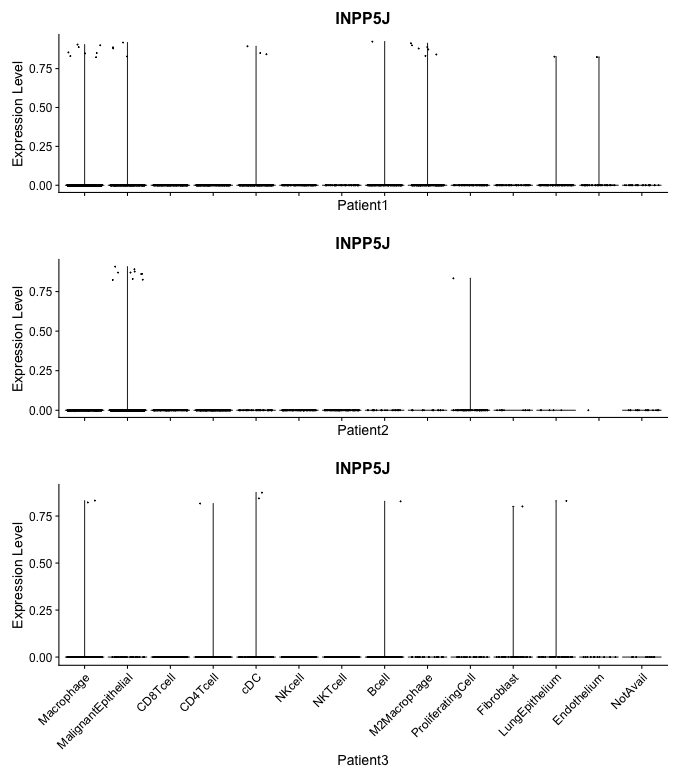 INPP5J
Expression Level
0.75
0.50
0.25
0.00
Patient1
INPP5J
Expression Level
0.75
0.50
0.25
0.00
Patient2
INPP5J
Expression Level
0.75
0.50
0.25
0.00
Macrophage
MalignantEpithelial
CD8Tcell
CD4Tcell
cDC
NKcell
NKTcell
Bcell
M2Macrophage
ProliferatingCell
Fibroblast
LungEpithelium
Endothelium
NotAvail
Patient3